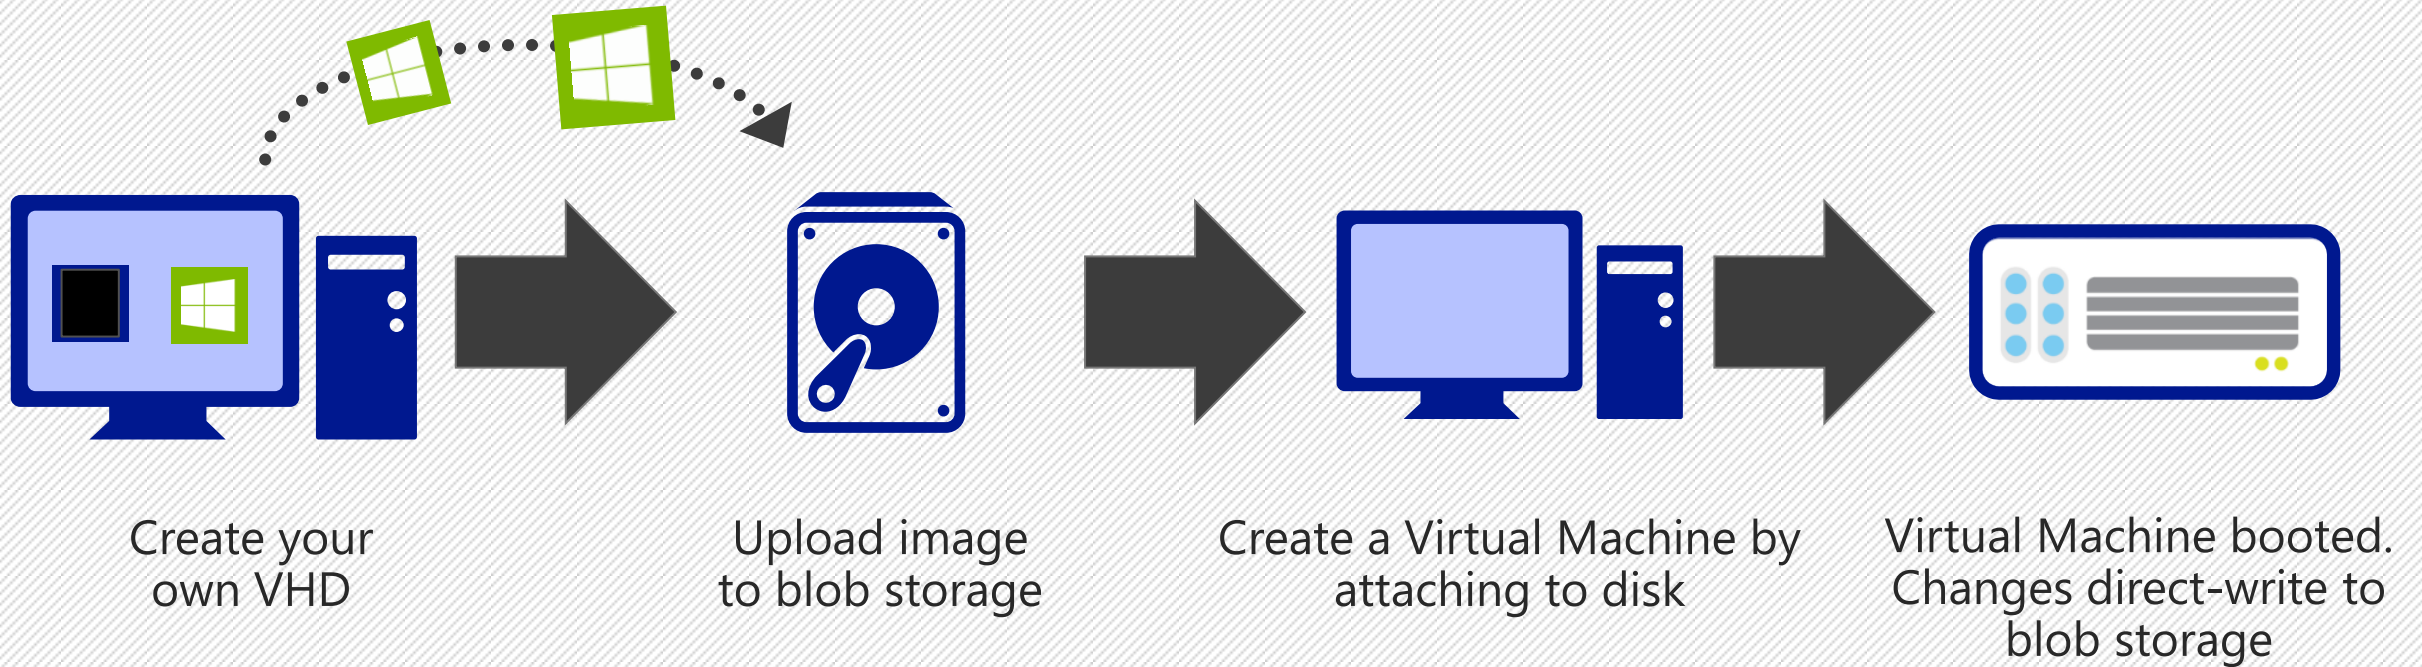 Create your
own VHD
Upload image
to blob storage
Create a Virtual Machine by
attaching to disk
Virtual Machine booted.
Changes direct-write to
blob storage